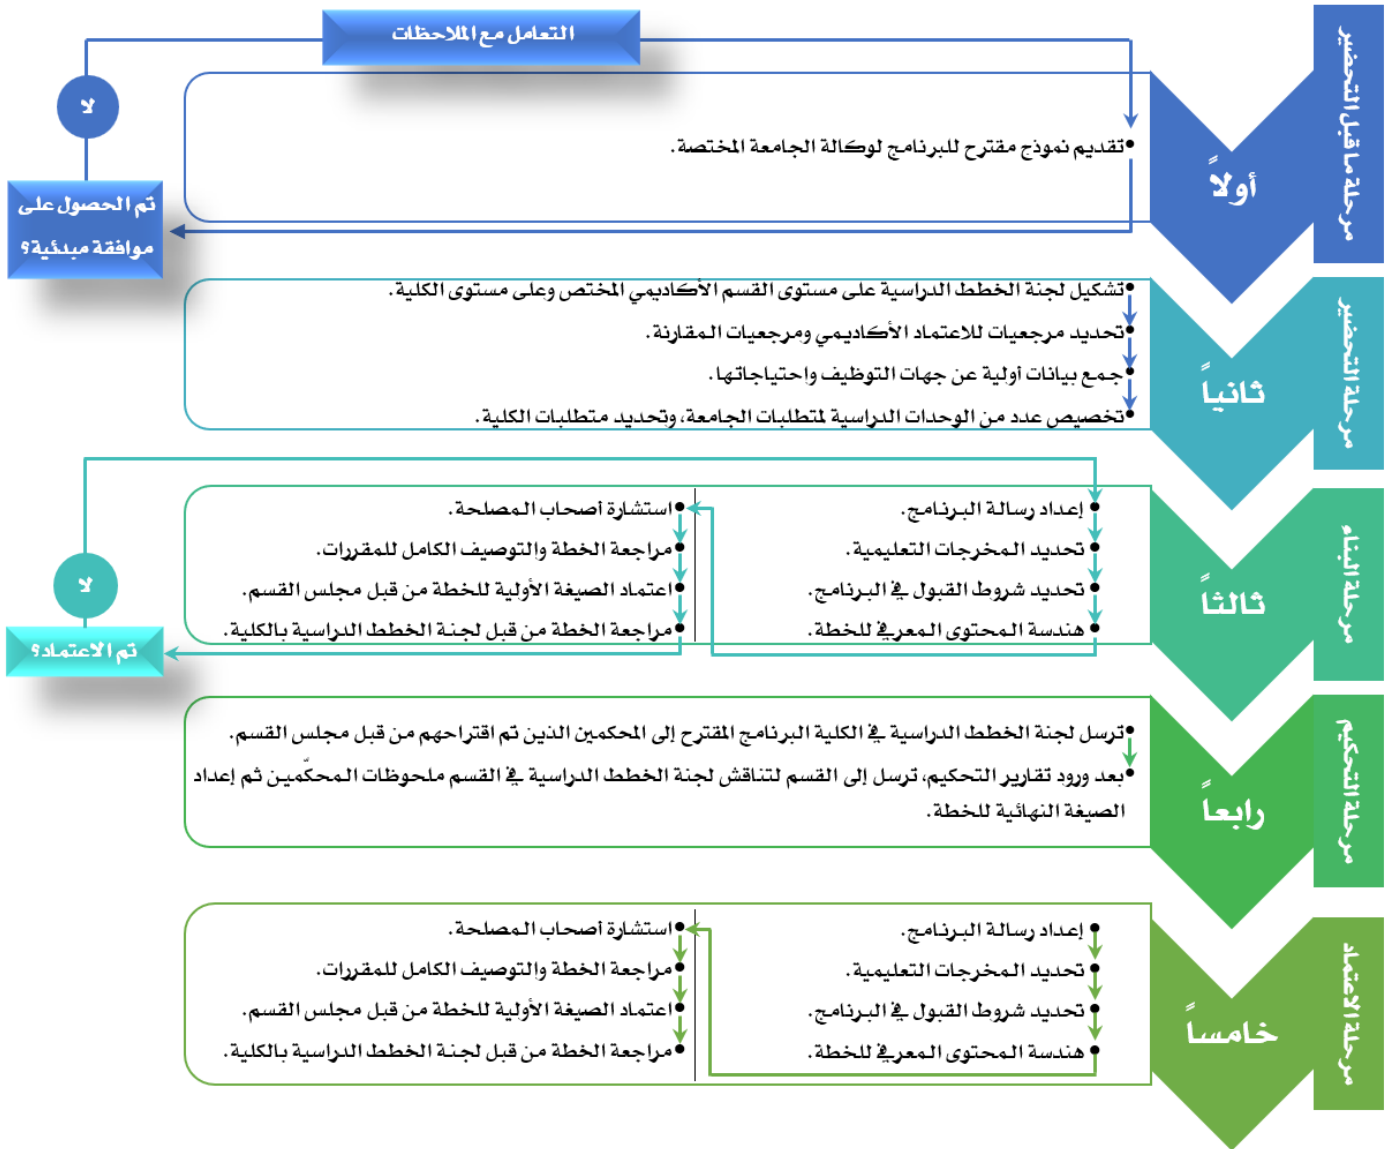 التعامل مع الملاحظات
مرحلة ما قبل التحضير
لا
أولاً
تقديم نموذج مقترح للبرنامج لوكالة الجامعة المختصة.
تم الحصول على
موافقة مبدئية؟
مرحلة التحضير
ثانياً
تشكيل لجنة الخطط الدراسية على مستوى القسم الأكاديمي المختص وعلى مستوى الكلية.
تحديد مرجعيات للاعتماد الأكاديمي ومرجعيات المقارنة.
جمع بيانات أولية عن جهات التوظيف واحتياجاتها.
تخصيص عدد من الوحدات الدراسية لمتطلبات الجامعة، وتحديد متطلبات الكلية.
مرحلة البناء
ثالثاً
إعداد رسالة البرنامج.
تحديد المخرجات التعليمية.
تحديد شروط القبول في البرنامج.
هندسة المحتوى المعرفي للخطة.
استشارة أصحاب المصلحة.
مراجعة الخطة والتوصيف الكامل للمقررات.
اعتماد الصيغة الأولية للخطة من قبل مجلس القسم.
مراجعة الخطة من قبل لجنة الخطط الدراسية بالكلية.
لا
تم الاعتماد؟
مرحلة التحكيم
رابعاً
ترسل لجنة الخطط الدراسية في الكلية البرنامج المقترح إلى المحكمين الذين تم اقتراحهم من قبل مجلس القسم.
بعد ورود تقارير التحكيم، ترسل إلى القسم لتناقش لجنة الخطط الدراسية في القسم ملحوظات المحكّمين ثم إعداد
الصيغة النهائية للخطة.
مرحلة الاعتماد
خامساً
إعداد رسالة البرنامج.
تحديد المخرجات التعليمية.
تحديد شروط القبول في البرنامج.
هندسة المحتوى المعرفي للخطة.
استشارة أصحاب المصلحة.
مراجعة الخطة والتوصيف الكامل للمقررات.
اعتماد الصيغة الأولية للخطة من قبل مجلس القسم.
مراجعة الخطة من قبل لجنة الخطط الدراسية بالكلية.